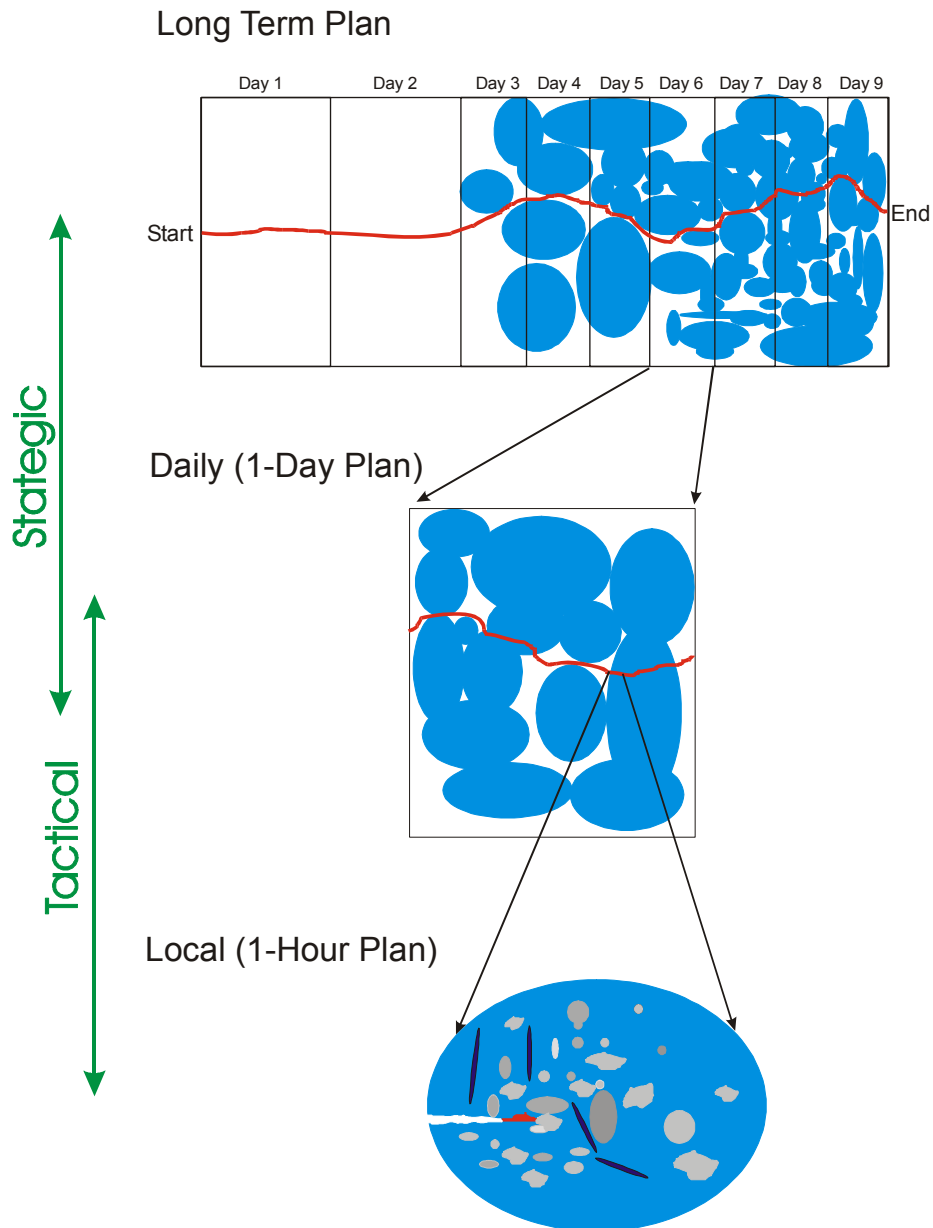 Long Term Plan
Day 1 Day 2 Day 3 Day 4 Day 5 Day 6 Day 7 Day 8 Day 9
Start
End
Stategic
Daily (1-Day Plan)
Tactical
Local (1-Hour Plan)